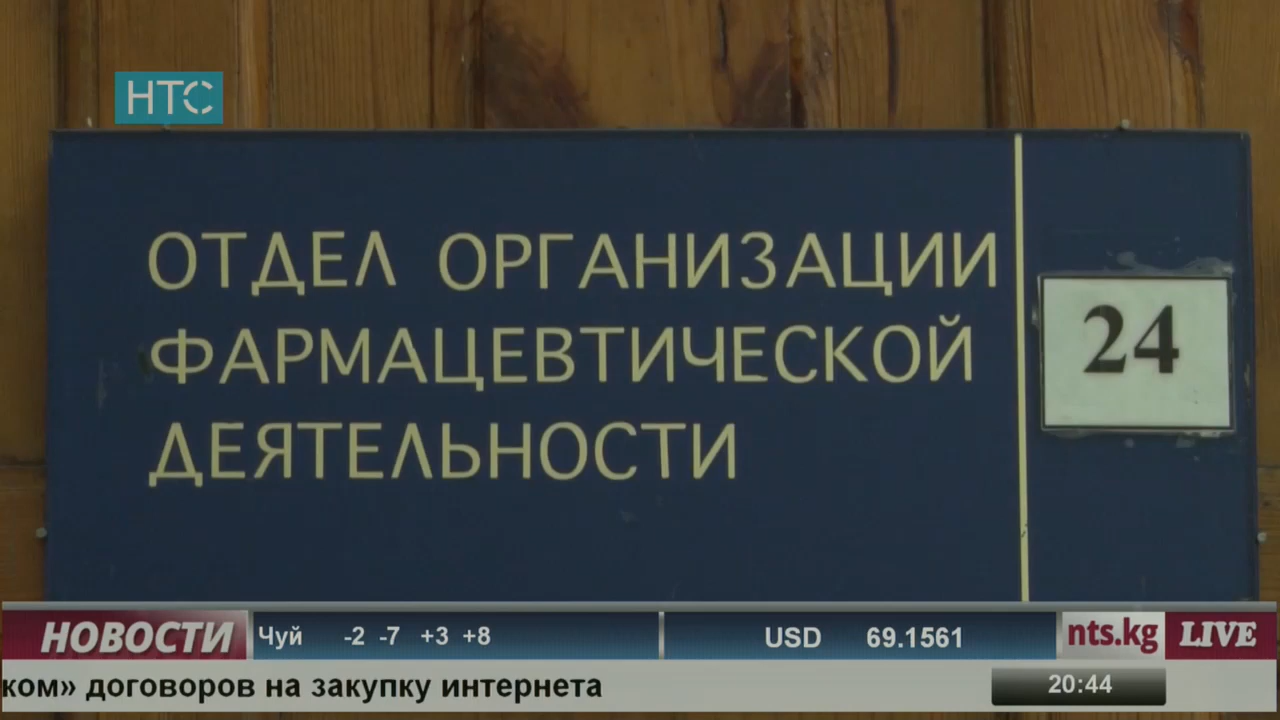 НТС
ОТДЕЛ ОРГАНИЗАЦИИ
ФАРМАЦЕВТИЧЕСКОЙ
ДЕЯТЕЛЬНОСТИ
24
НОВОСТИ Чуй -2 -7 +3 +8 USD 69.1561 nts.kg LIVE
ком» договоров на закупку интернета 20:44